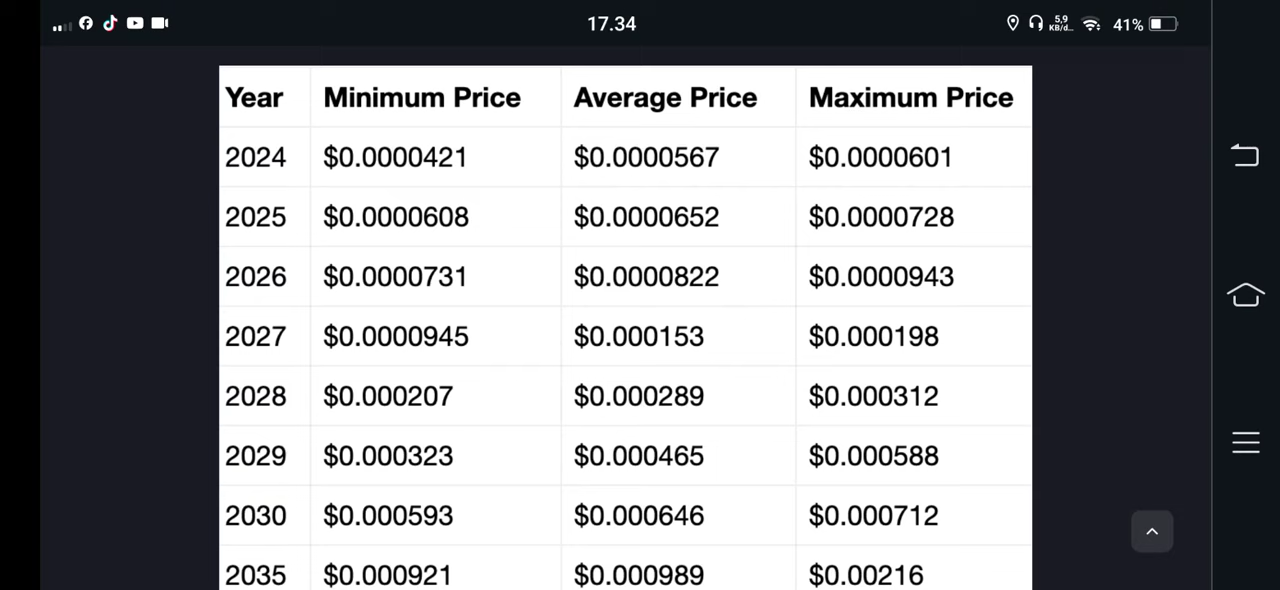 17.34
5,9
KB/d...
41%
Year Minimum Price Average Price Maximum Price
2024 $0.0000421 $0.0000567 $0.0000601
2025 $0.0000608 $0.0000652 $0.0000728
2026 $0.0000731 $0.0000822 $0.0000943
2027 $0.0000945 $0.000153 $0.000198
2028 $0.000207 $0.000289 $0.000312
2029 $0.000323 $0.000465 $0.000588
2030 $0.000593 $0.000646 $0.000712
2035 $0.000921 $0.000989 $0.00216